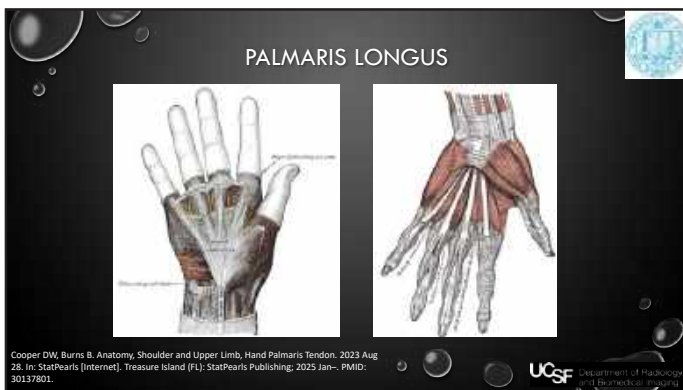 PALMARIS LONGUS
Cooper DW, Burns B. Anatomy, Shoulder and Upper Limb, Hand Palmaris Tendon. 2023 Aug
28. In: StatPearls [Internet]. Treasure Island (FL): StatPearls Publishing; 2025 Jan–. PMID:
30137801.
UCSF Department of Radiology
and Biomedical Imaging